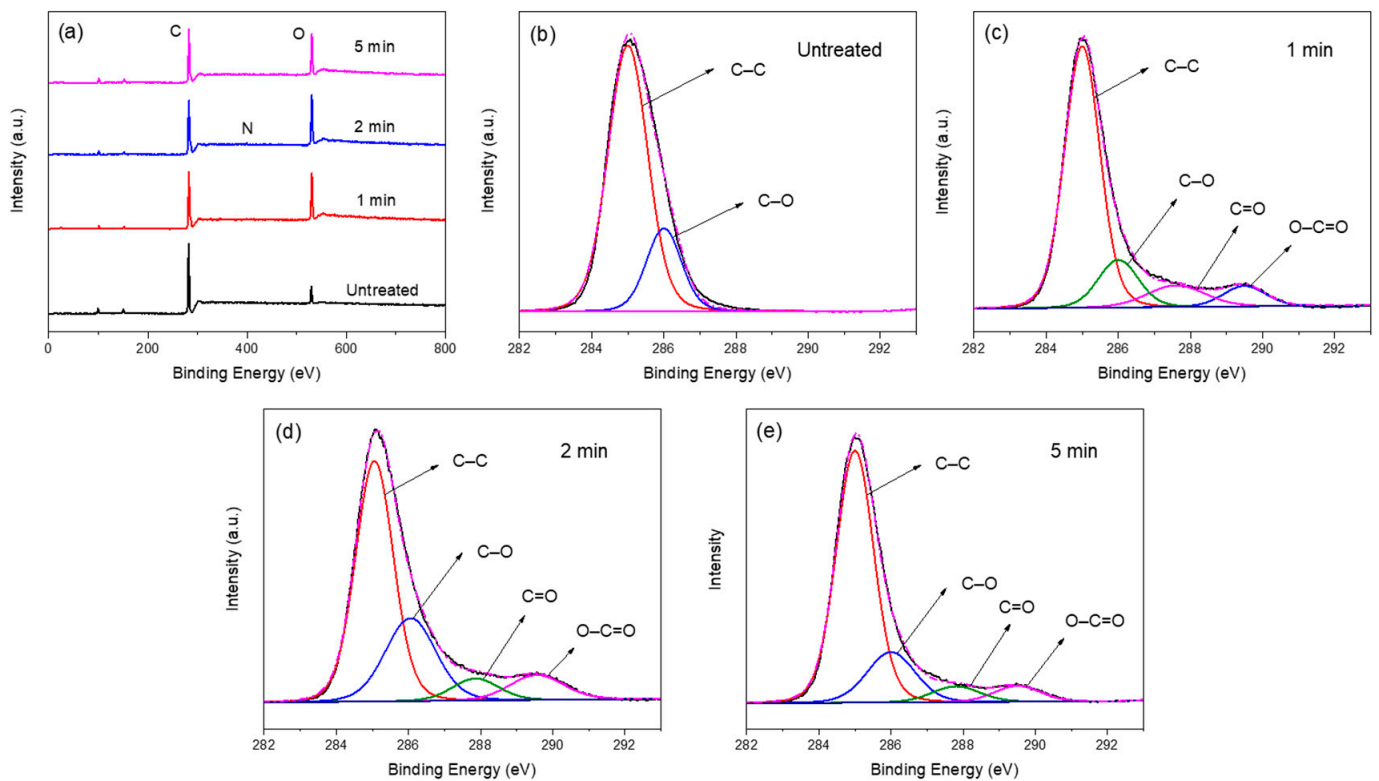 (a)
C
O
5 min
N
2 min
1 min
Untreated
Intensity (a.u.)
0 200 400 600 800
Binding Energy (eV)
(b)
Untreated
C–C
C–O
Intensity (a.u.)
282 284 286 288 290 292
Binding Energy (eV)
(c)
1 min
C–C
C–O
C=O
O–C=O
Intensity (a.u.)
282 284 286 288 290 292
Binding Energy (eV)
(d)
2 min
C–C
C–O
C=O
O–C=O
Intensity (a.u.)
282 284 286 288 290 292
Binding Energy (eV)
(e)
5 min
C–C
C–O
C=O
O–C=O
Intensity
282 284 286 288 290 292
Binding Energy (eV)